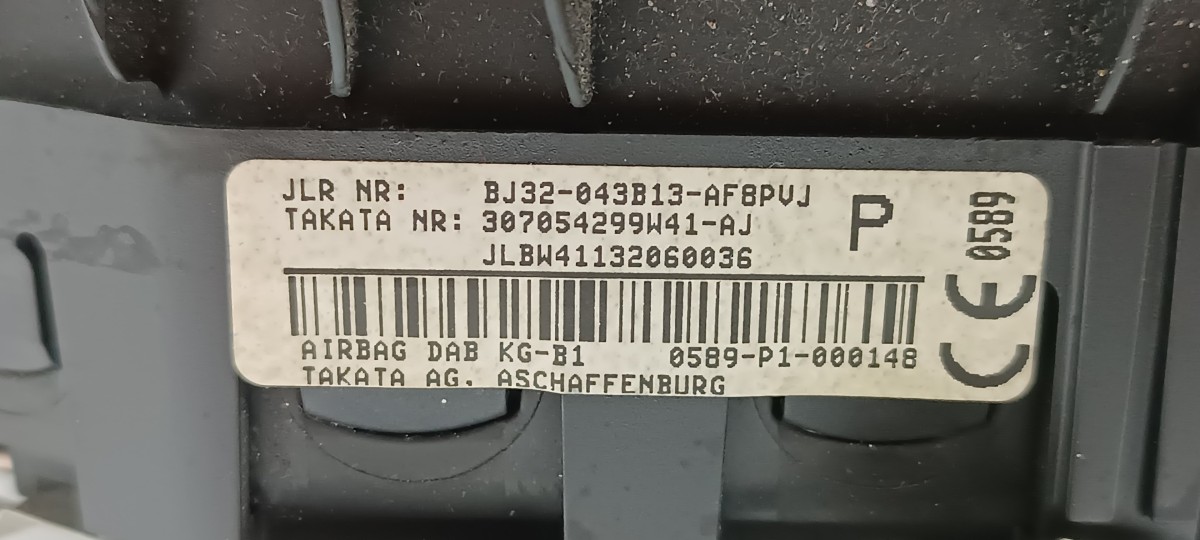 JLR NR: BJ32-043B13-AF8PVJ
TAKATA NR: 307054299W41-AJ
JLBW41132060036
P
0589
CE
AIRBAG DAB KG-B1 0589-P1-000148
TAKATA AG. ASCHAFFENBURG